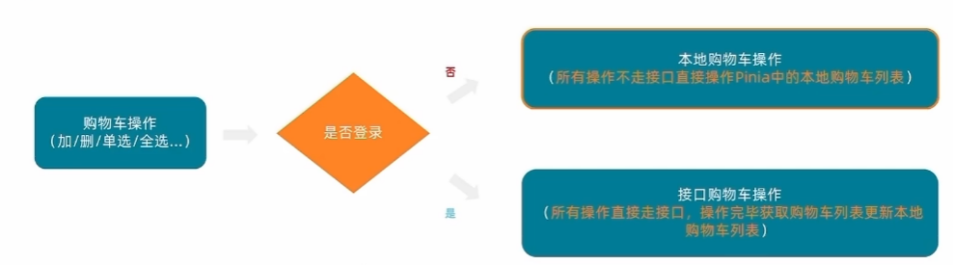 购物车操作
（加/删/单选/全选...）
是否登录
否
本地购物车操作
（所有操作不走接口直接操作Pinia中的本地购物车列表）
是
接口购物车操作
（所有操作直接走接口，操作完毕获取购物车列表更新本地
购物车列表）